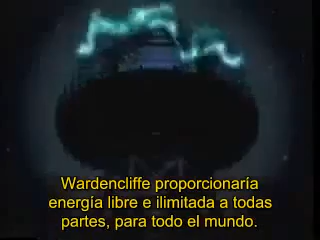 Wardencliffe proporcionaría
energía libre e ilimitada a todas
partes, para todo el mundo.